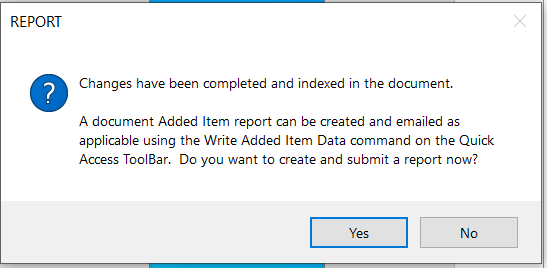 REPORT
Changes have been completed and indexed in the document.
A document Added Item report can be created and emailed as
applicable using the Write Added Item Data command on the Quick
Access ToolBar.  Do you want to create and submit a report now?
Yes
No